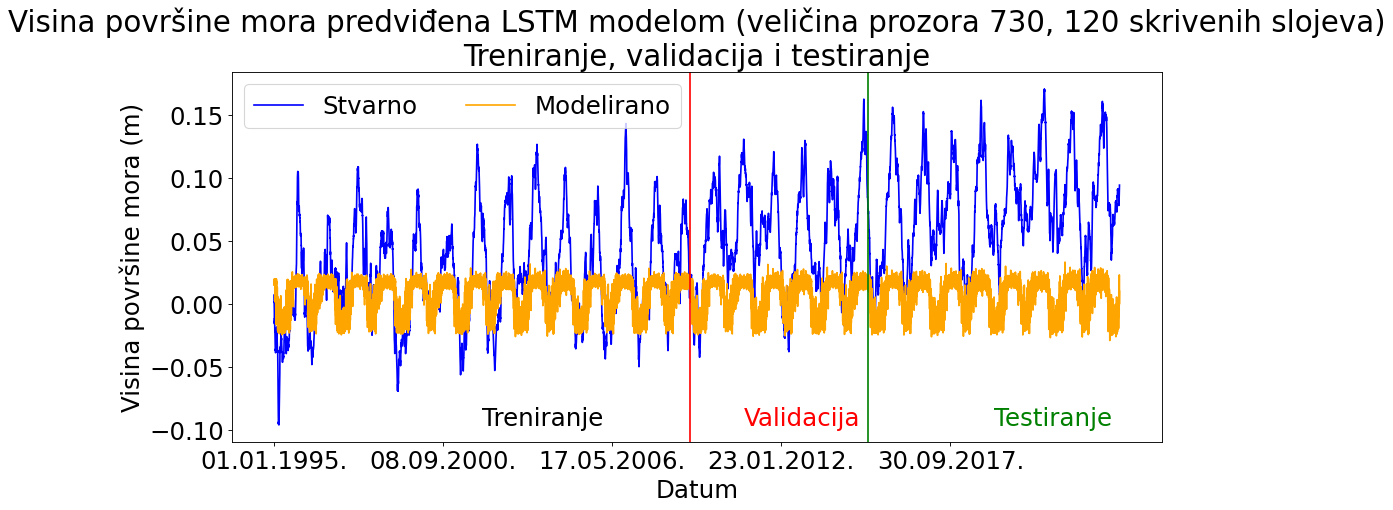 Visina površine mora predviđena LSTM modelom (veličina prozora 730, 120 skrivenih slojeva)
Treniranje, validacija i testiranje
Stvarno
Modelirano
Visina površine mora (m)
0.15
0.10
0.05
0.00
−0.05
−0.10
Treniranje
Validacija
Testiranje
01.01.1995.
08.09.2000.
17.05.2006.
23.01.2012.
30.09.2017.
Datum